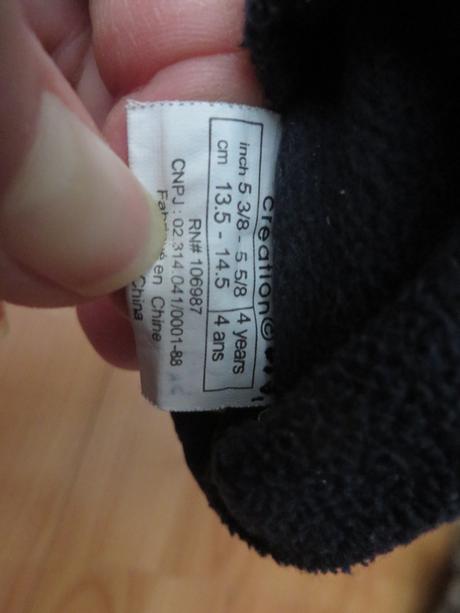 creation©
inch 5 3/8 - 5 5/8 4 years
cm 13.5 - 14.5 4 ans
RN# 106987
CNPJ : 02.314.041/0001-88
en Chine
China